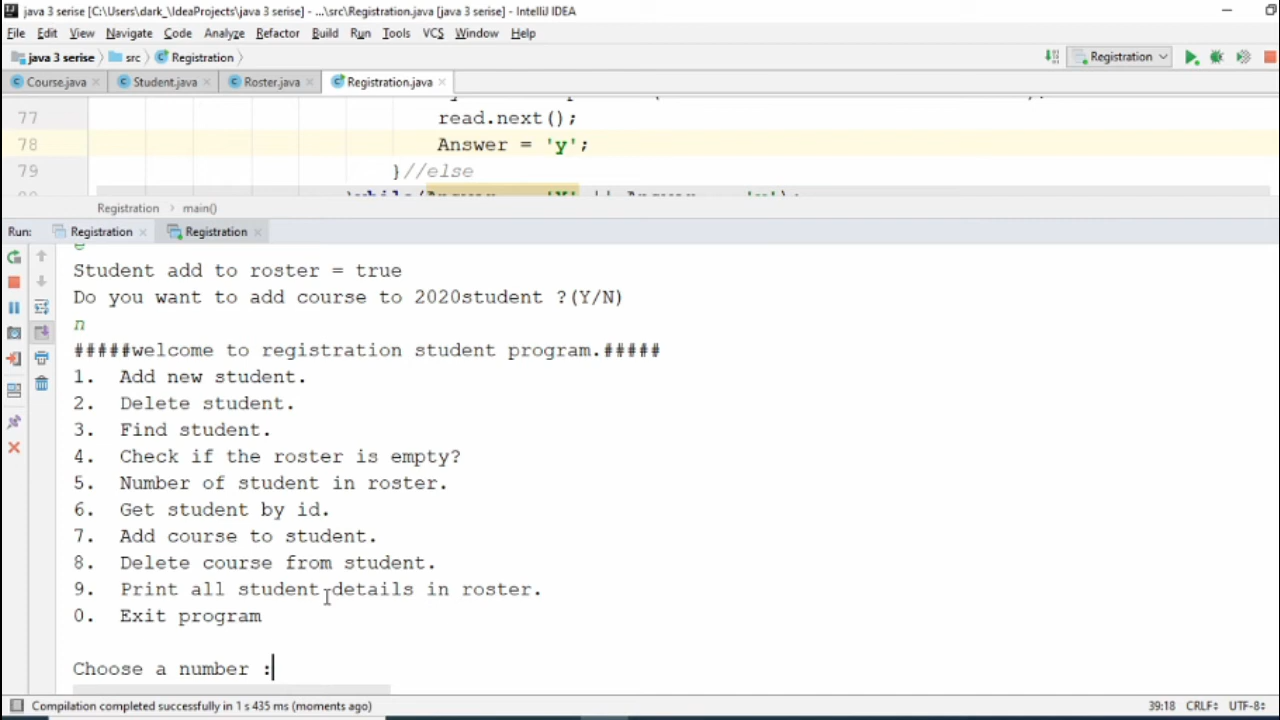 java 3 serise [C:\Users\dark_\IdeaProjects\java 3 serise] - ...\src\Registration.java [java 3 serise] - IntelliJ IDEA
File Edit View Navigate Code Analyze Refactor Build Run Tools VCS Window Help
java 3 serise src Registration
Registration
Course.java Student.java Roster.java Registration.java
77 read.next();
78 Answer = 'y';
79 }//else
Registration > main()
Run: Registration Registration
Student add to roster = true
Do you want to add course to 2020student ?(Y/N)
n
#####welcome to registration student program.#####
1. Add new student.
2. Delete student.
3. Find student.
4. Check if the roster is empty?
5. Number of student in roster.
6. Get student by id.
7. Add course to student.
8. Delete course from student.
9. Print all student details in roster.
0. Exit program
Choose a number :
Compilation completed successfully in 1 s 435 ms (moments ago) 39:18 CRLF UTF-8